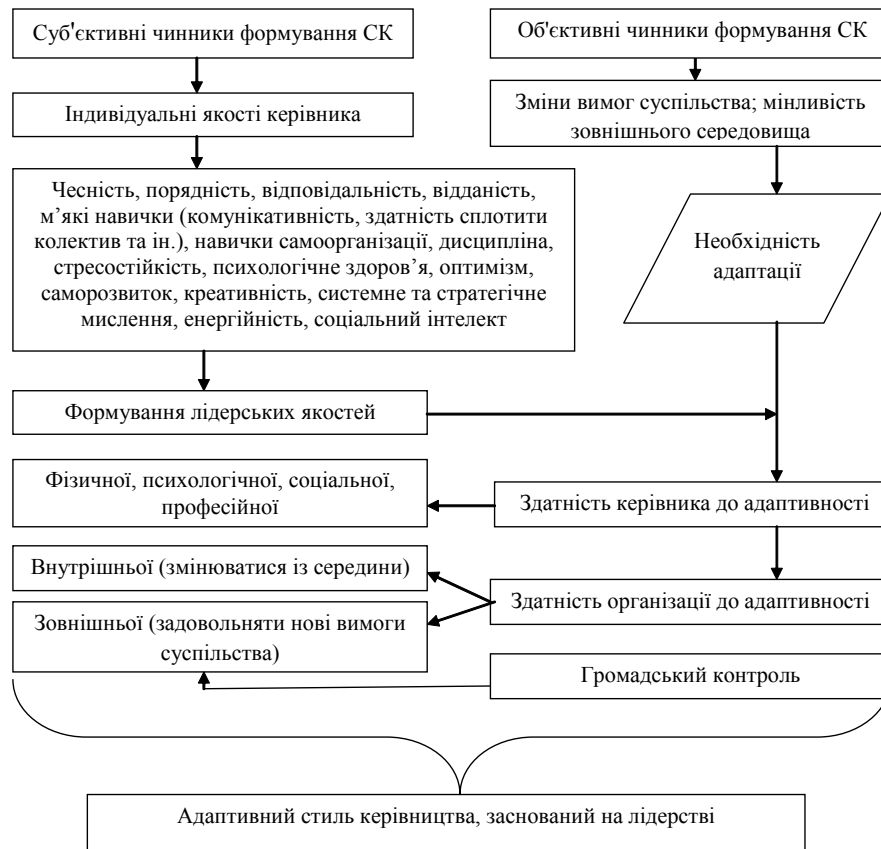 Суб'єктивні чинники формування СК
Об'єктивні чинники формування СК
Індивідуальні якості керівника
Зміни вимог суспільства; мінливість
зовнішнього середовища
Чесність, порядність, відповідальність, відданість,
м’які навички (комунікативність, здатність сплотити
колектив та ін.), навички самоорганізації, дисципліна,
стресостійкість, психологічне здоров’я, оптимізм,
саморозвиток, креативність, системне та стратегічне
мислення, енергійність, соціальний інтелект
Необхідність
адаптації
Формування лідерських якостей
Фізичної, психологічної, соціальної,
професійної
Здатність керівника до адаптивності
Внутрішньої (змінюватися із середини)
Здатність організації до адаптивності
Зовнішньої (задовольняти нові вимоги
суспільства)
Громадський контроль
Адаптивний стиль керівництва, заснований на лідерстві